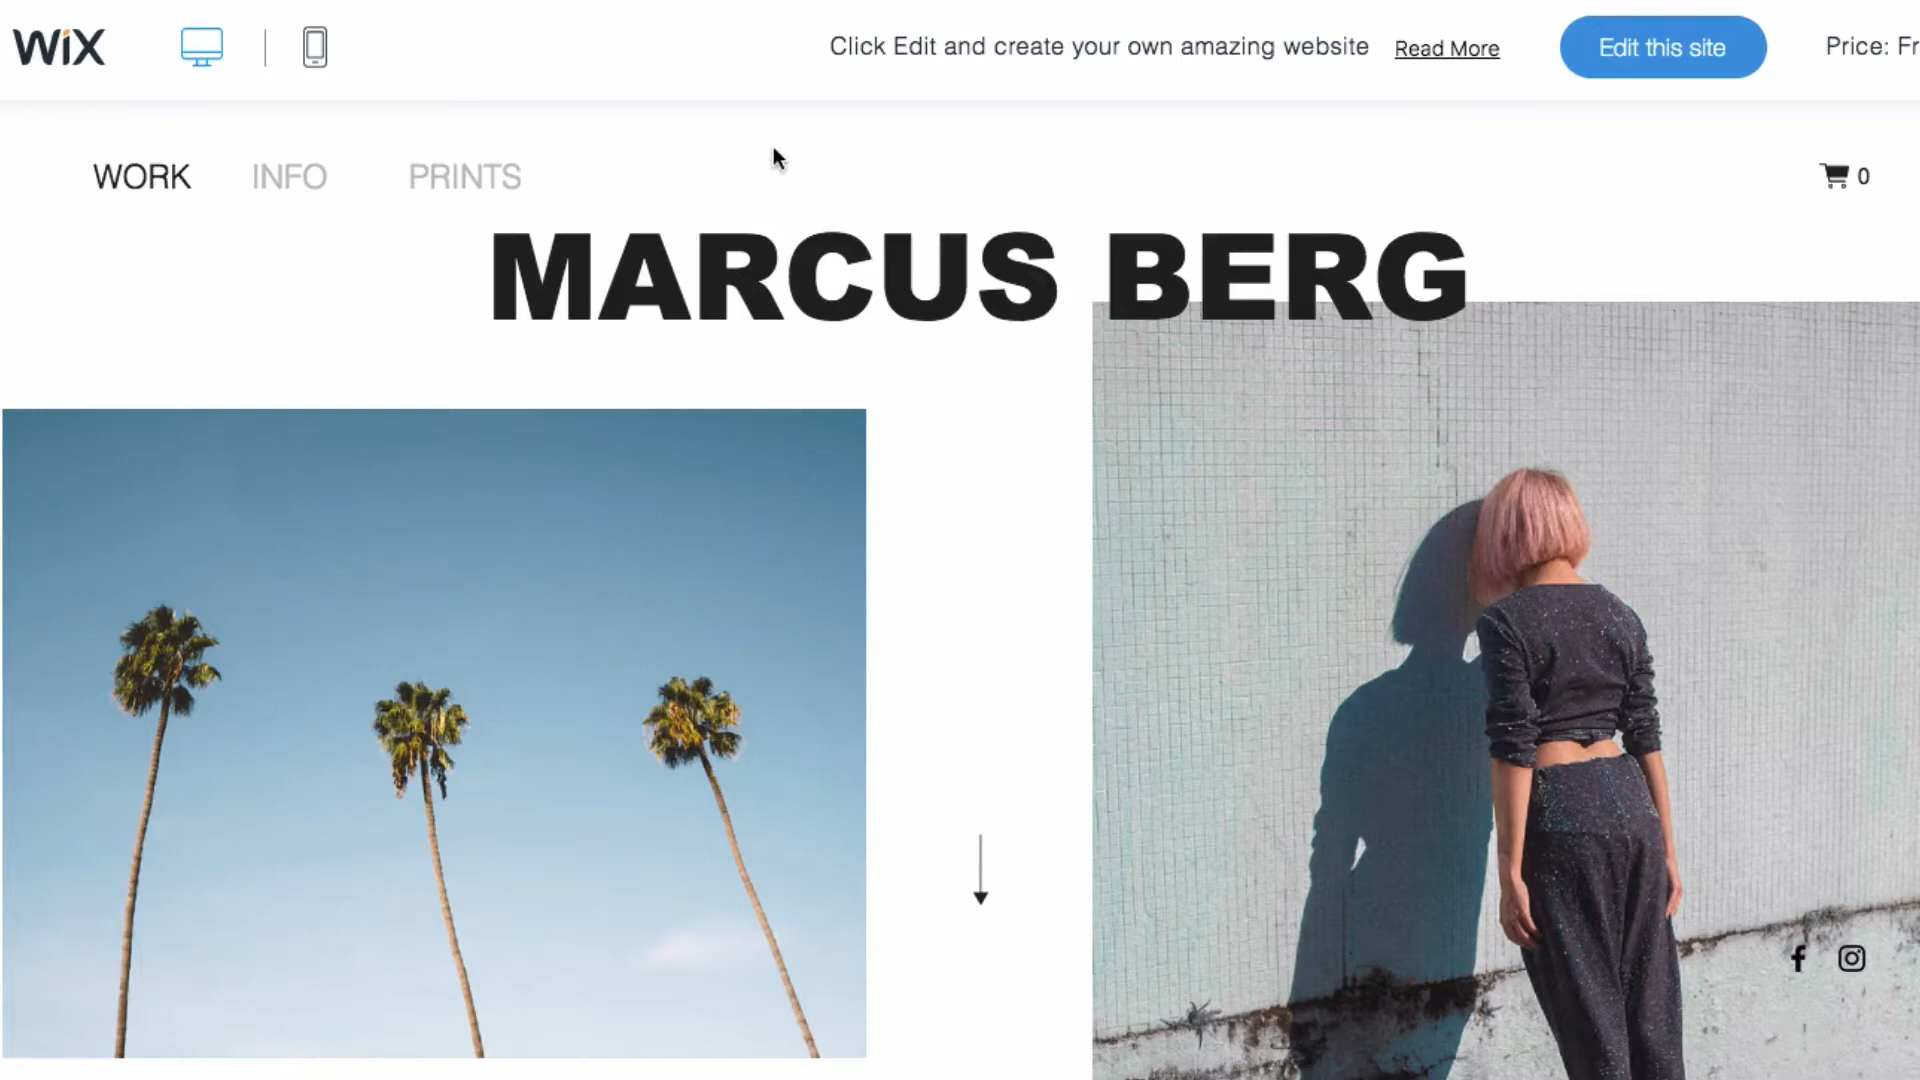 WiX
Click Edit and create your own amazing website Read More Edit this site Price: Fr
WORK INFO PRINTS 0
MARCUS BERG